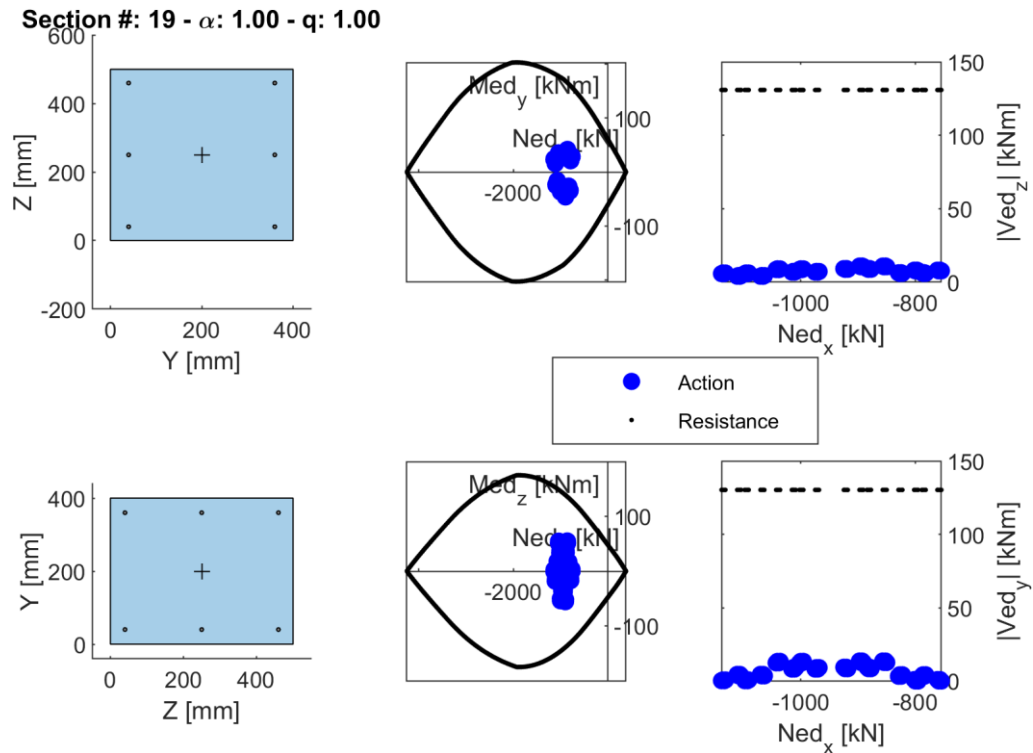 Section #: 19 - α: 1.00 - q: 1.00
600
400
200
0
-200
Z [mm]
0
200
400
Y [mm]
Med_y [kNm]
100
Ned_x [kN]
-2000
-100
150
100
50
0
|Ved_z| [kNm]
-1000
-800
Ned_x [kN]
Action
Resistance
400
200
0
Y [mm]
0
200
400
Z [mm]
Med_z [kNm]
100
Ned_x [kN]
-2000
-100
150
100
50
0
|Ved_y| [kNm]
-1000
-800
Ned_x [kN]